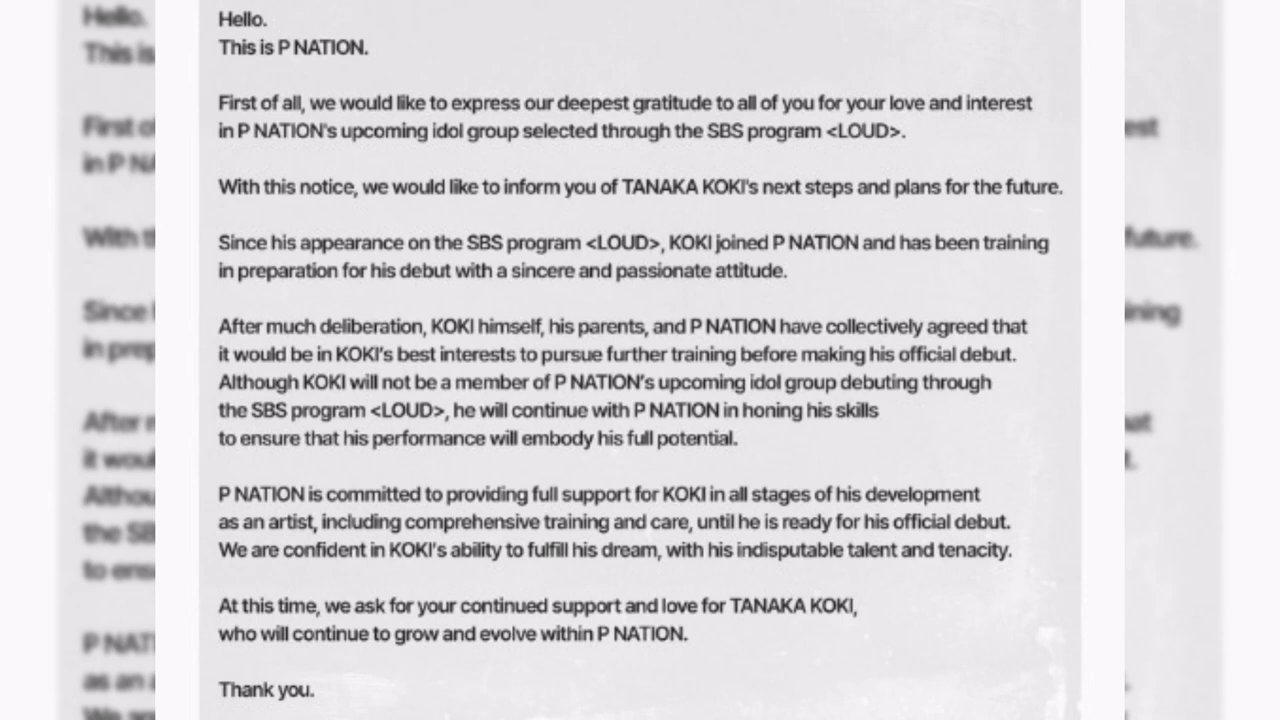 Hello.
This is P NATION.
First of all, we would like to express our deepest gratitude to all of you for your love and interest
in P NATION's upcoming idol group selected through the SBS program <LOUD>.
With this notice, we would like to inform you of TANAKA KOKI's next steps and plans for the future.
Since his appearance on the SBS program <LOUD>, KOKI joined P NATION and has been training
in preparation for his debut with a sincere and passionate attitude.
After much deliberation, KOKI himself, his parents, and P NATION have collectively agreed that
it would be in KOKI's best interests to pursue further training before making his official debut.
Although KOKI will not be a member of P NATION's upcoming idol group debuting through
the SBS program <LOUD>, he will continue with P NATION in honing his skills
to ensure that his performance will embody his full potential.
P NATION is committed to providing full support for KOKI in all stages of his development
as an artist, including comprehensive training and care, until he is ready for his official debut.
We are confident in KOKI's ability to fulfill his dream, with his indisputable talent and tenacity.
At this time, we ask for your continued support and love for TANAKA KOKI,
who will continue to grow and evolve within P NATION.
Thank you.